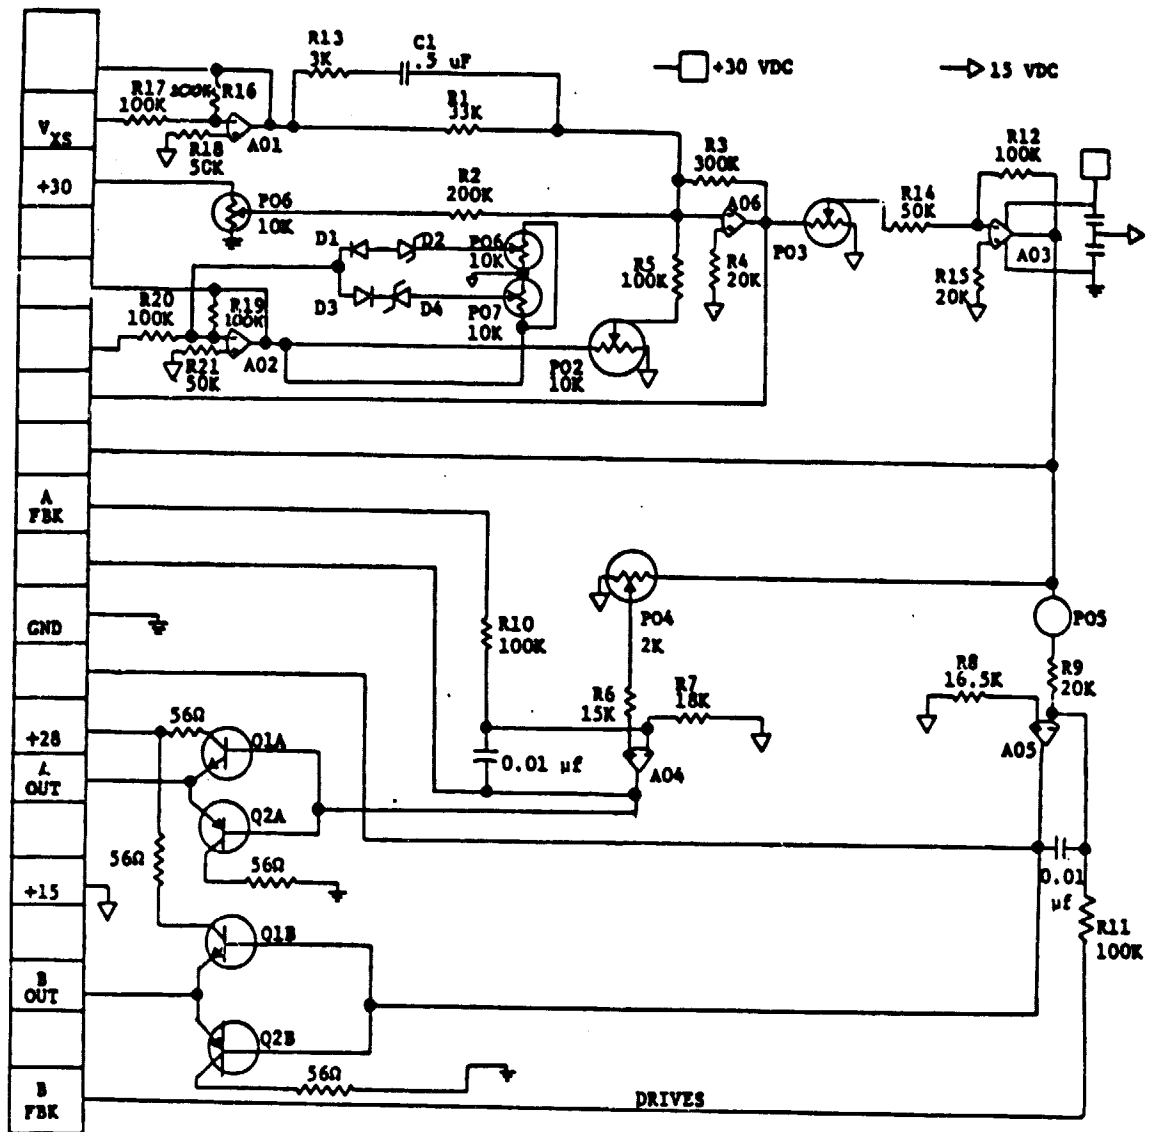 R13
3K
C1
.5 uF
+30 VDC
15 VDC
R17
100K
100K R16
R1
33K
V XS
R18
50K
A01
R3
300K
R12
100K
+30
P06
10K
R2
200K
A06
R14
50K
D1
D2
P06
10K
R5
100K
R4
20K
P03
A03
R15
20K
D3
D4
P07
10K
R20
100K
R19
100K
R21
50K
A02
P02
10K
A
FBK
R10
100K
P04
2K
P05
GND
R6
15K
R7
18K
R8
16.5K
R9
20K
+28
56Ω
Q1A
0.01 µf
A04
A05
A
OUT
Q2A
56Ω
56Ω
0.01
µf
+15
R11
100K
Q1B
B
OUT
Q2B
56Ω
B
FBK
DRIVES